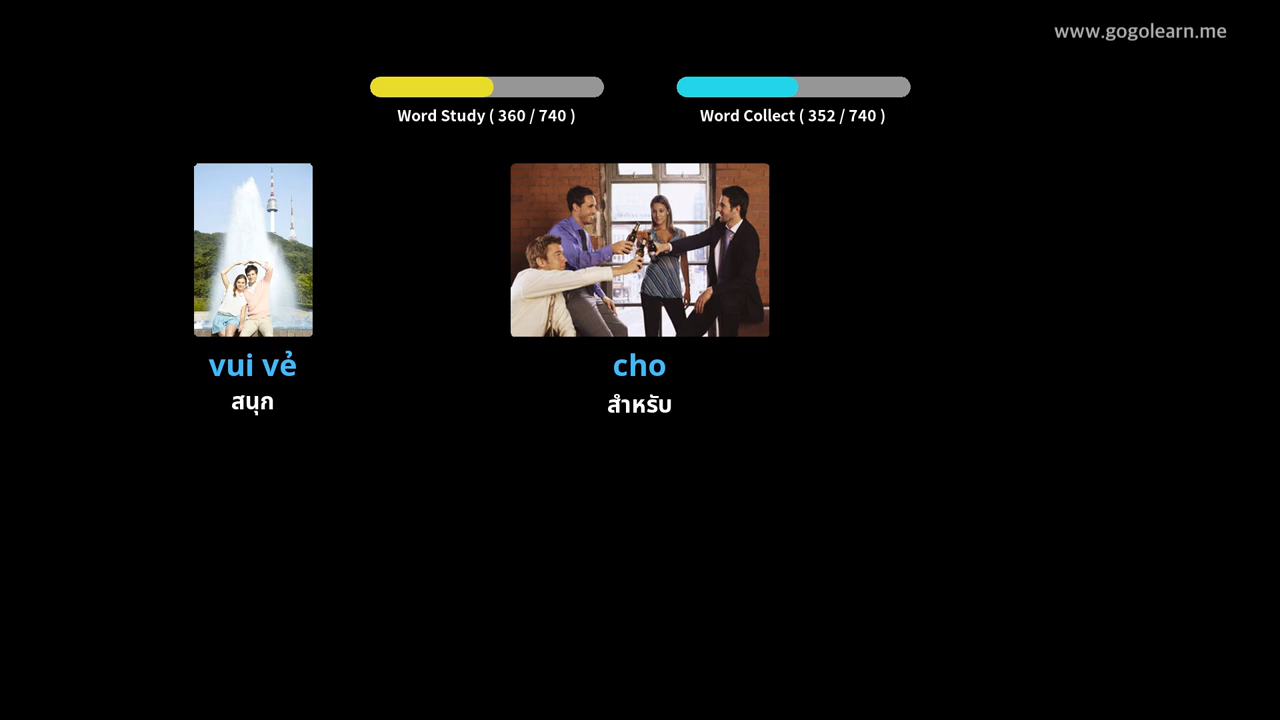 www.gogolearn.me
Word Study ( 360 / 740 )
Word Collect ( 352 / 740 )
vui vẻ
สนุก
cho
สำหรับ